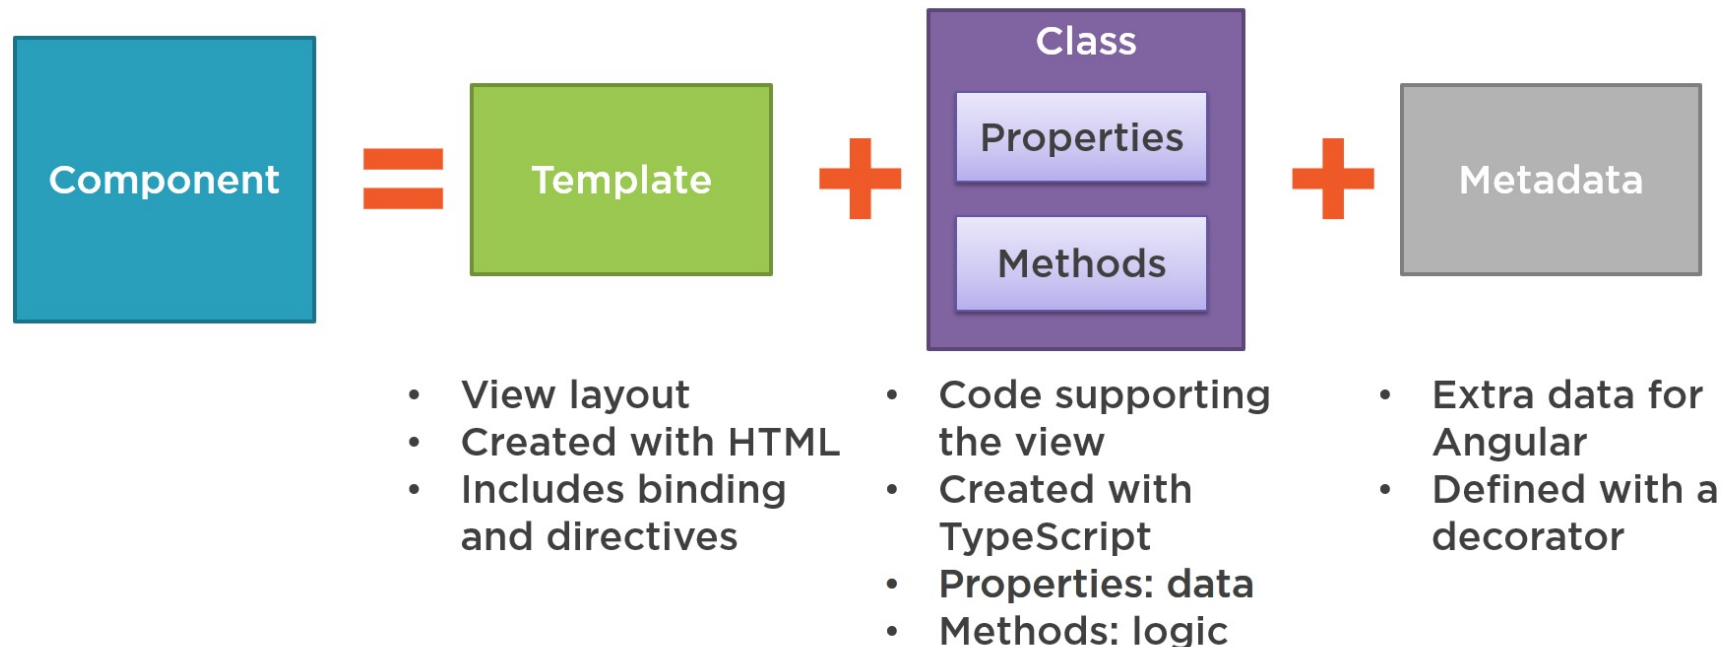 Component
Template
Class
Properties
Methods
Metadata
• View layout
• Created with HTML
• Includes binding
and directives
• Code supporting
the view
• Created with
TypeScript
• Properties: data
• Methods: logic
• Extra data for
Angular
• Defined with a
decorator